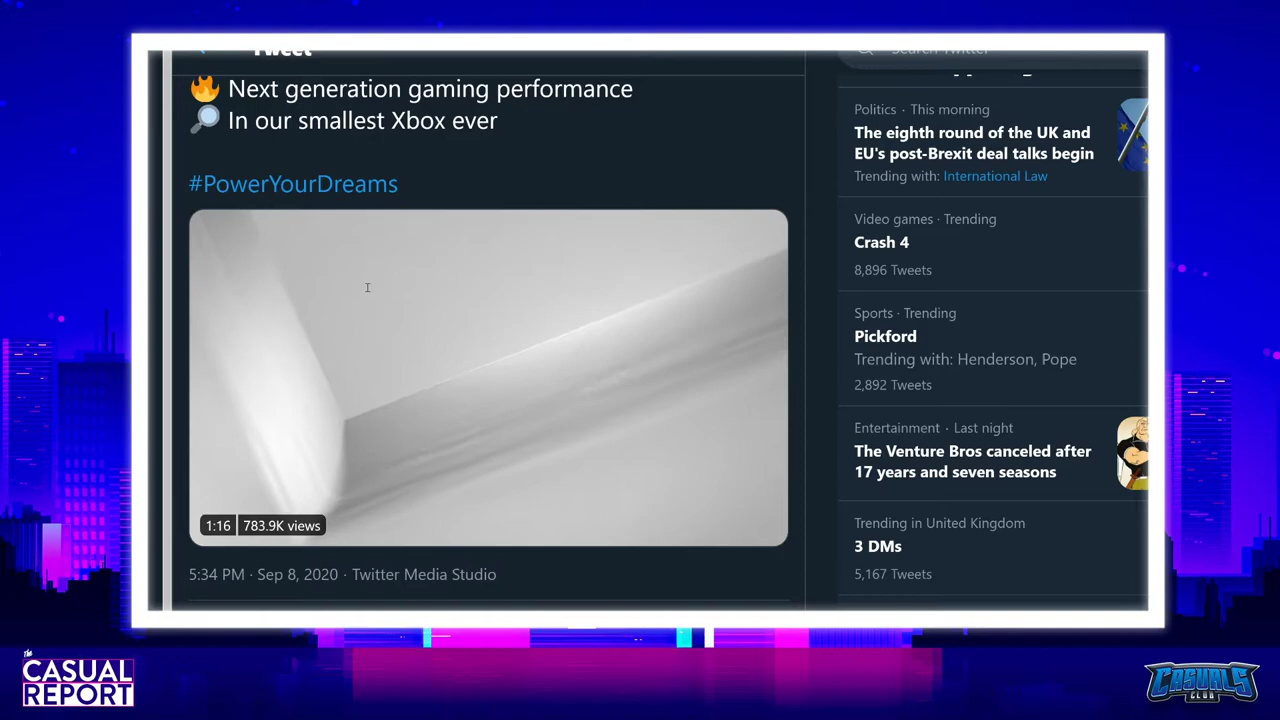 Tweet
Search Twitter
🔥 Next generation gaming performance
🔎 In our smallest Xbox ever
#PowerYourDreams
1:16 783.9K views
5:34 PM · Sep 8, 2020 · Twitter Media Studio
Politics · This morning
The eighth round of the UK and
EU's post-Brexit deal talks begin
Trending with: International Law
Video games · Trending
Crash 4
8,896 Tweets
Sports · Trending
Pickford
Trending with: Henderson, Pope
2,892 Tweets
Entertainment · Last night
The Venture Bros canceled after
17 years and seven seasons
Trending in United Kingdom
3 DMs
5,167 Tweets
The
CASUAL
REPORT
CASUALS
CLUB